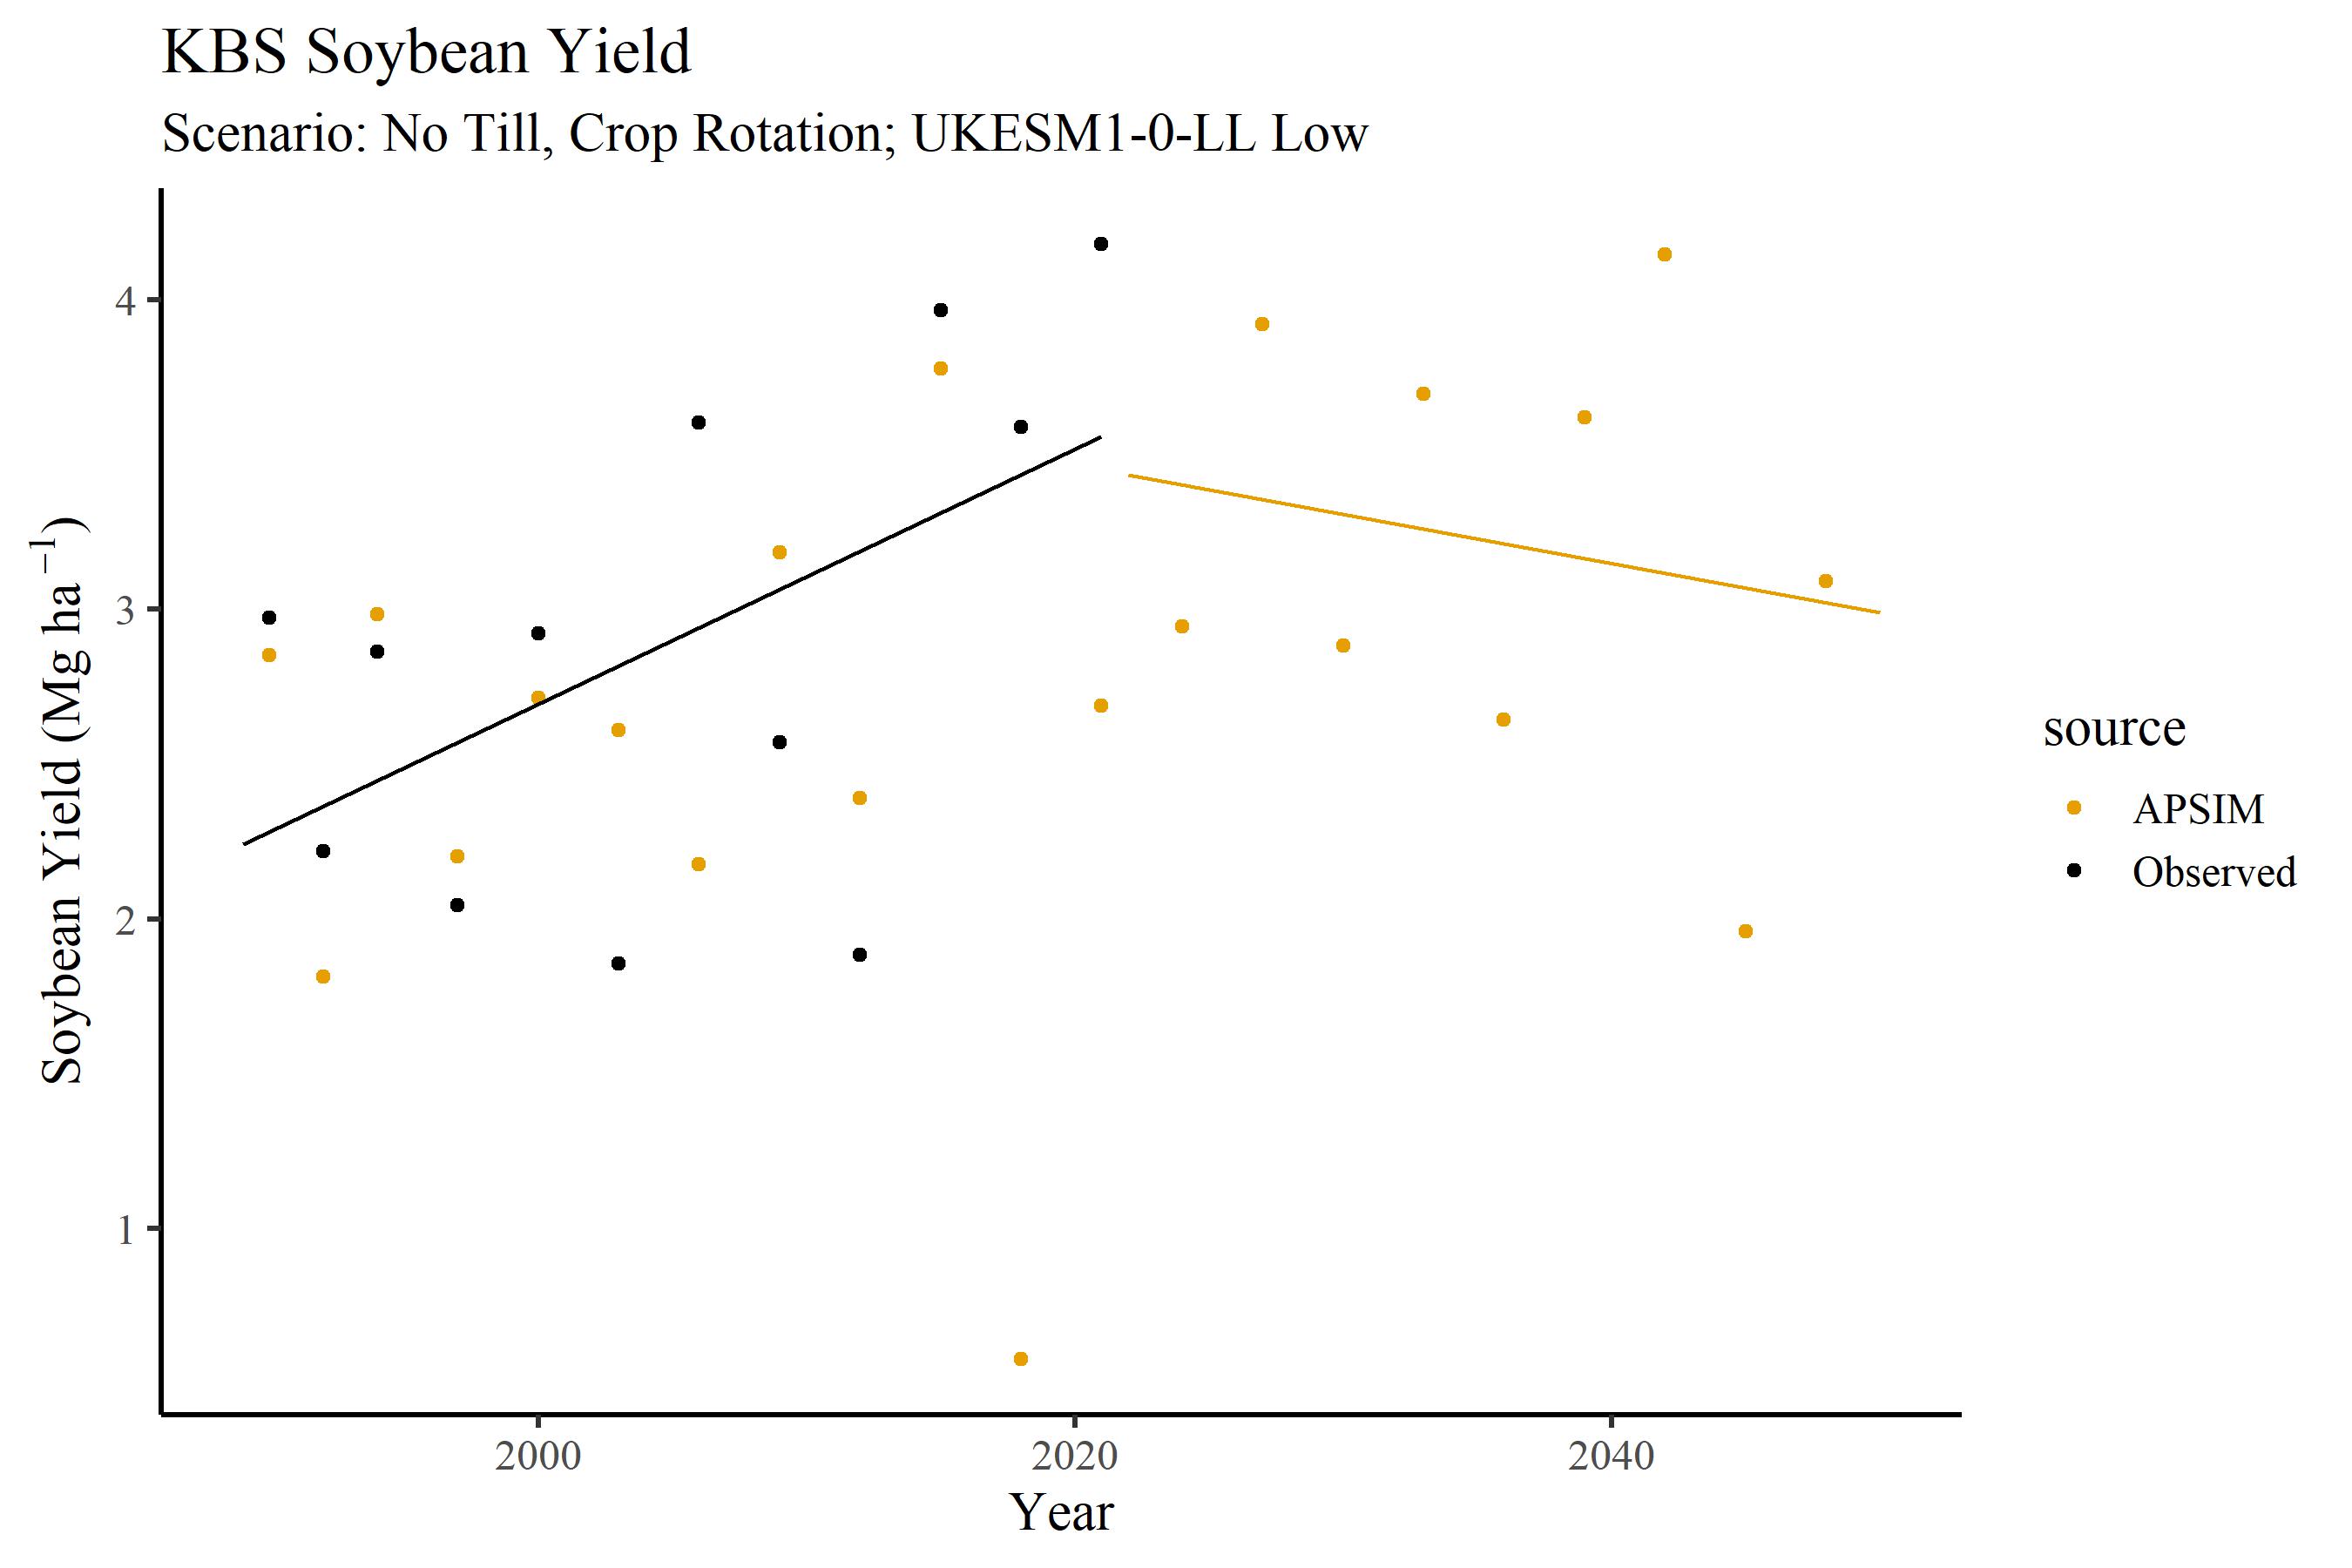 KBS Soybean Yield
Scenario: No Till, Crop Rotation; UKESM1-0-LL Low
Soybean Yield (Mg ha⁻¹)
4
3
2
1
2000 2020 2040
Year
source
APSIM
Observed